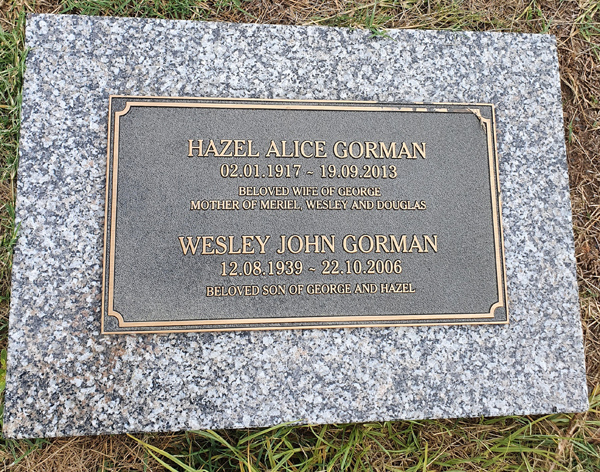 HAZEL ALICE GORMAN
02.01.1917 ~ 19.09.2013
BELOVED WIFE OF GEORGE
MOTHER OF MERIEL, WESLEY AND DOUGLAS
WESLEY JOHN GORMAN
12.08.1939 ~ 22.10.2006
BELOVED SON OF GEORGE AND HAZEL